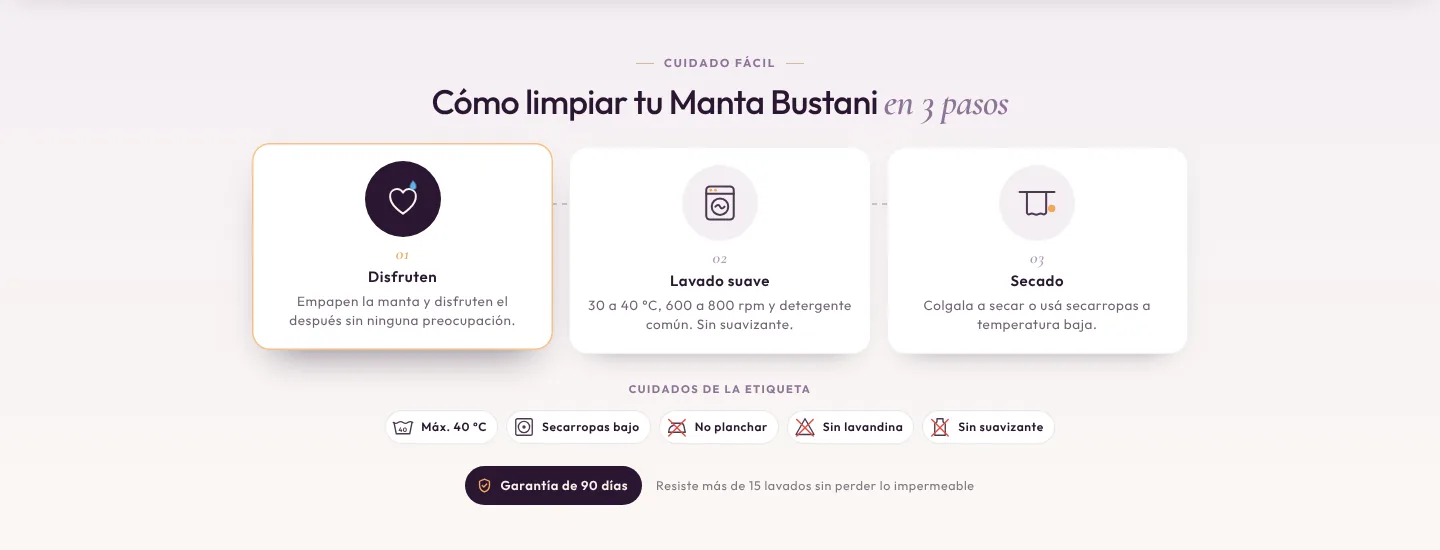 CUIDADO FÁCIL
Cómo limpiar tu Manta Bustani en 3 pasos
01
Disfruten
Empapen la manta y disfruten el
después sin ninguna preocupación.
02
Lavado suave
30 a 40 °C, 600 a 800 rpm y detergente
común. Sin suavizante.
03
Secado
Colgala a secar o usá secarropas a
temperatura baja.
CUIDADOS DE LA ETIQUETA
40 Máx. 40 °C
Secarropas bajo
No planchar
Sin lavandina
Sin suavizante
Garantía de 90 días
Resiste más de 15 lavados sin perder lo impermeable